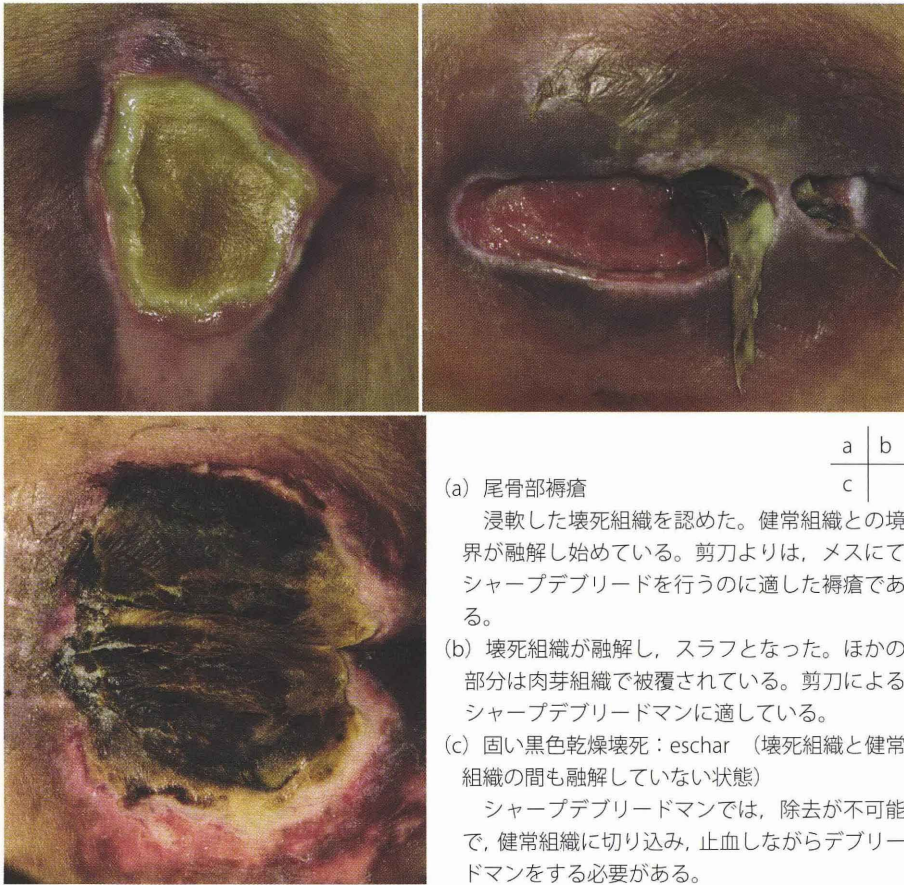 a b
c
(a) 尾骨部褥瘡
浸軟した壊死組織を認めた。健常組織との境
界が融解し始めている。剪刀よりは，メスにて
シャープデブリードを行うのに適した褥瘡であ
る。
(b) 壊死組織が融解し，スラフとなった。ほかの
部分は肉芽組織で被覆されている。剪刀による
シャープデブリードマンに適している。
(c) 固い黒色乾燥壊死：eschar （壊死組織と健常
組織の間も融解していない状態）
シャープデブリードマンでは，除去が不可能
で，健常組織に切り込み，止血しながらデブリー
ドマンをする必要がある。